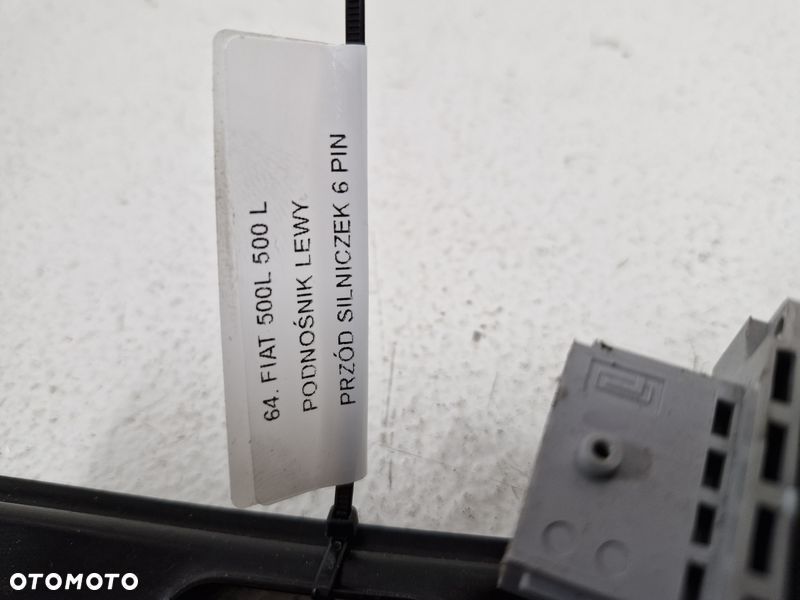 64. FIAT 500L 500 L
PODNOŚNIK LEWY
PRZÓD SILNICZEK 6 PIN
OTOMOTO